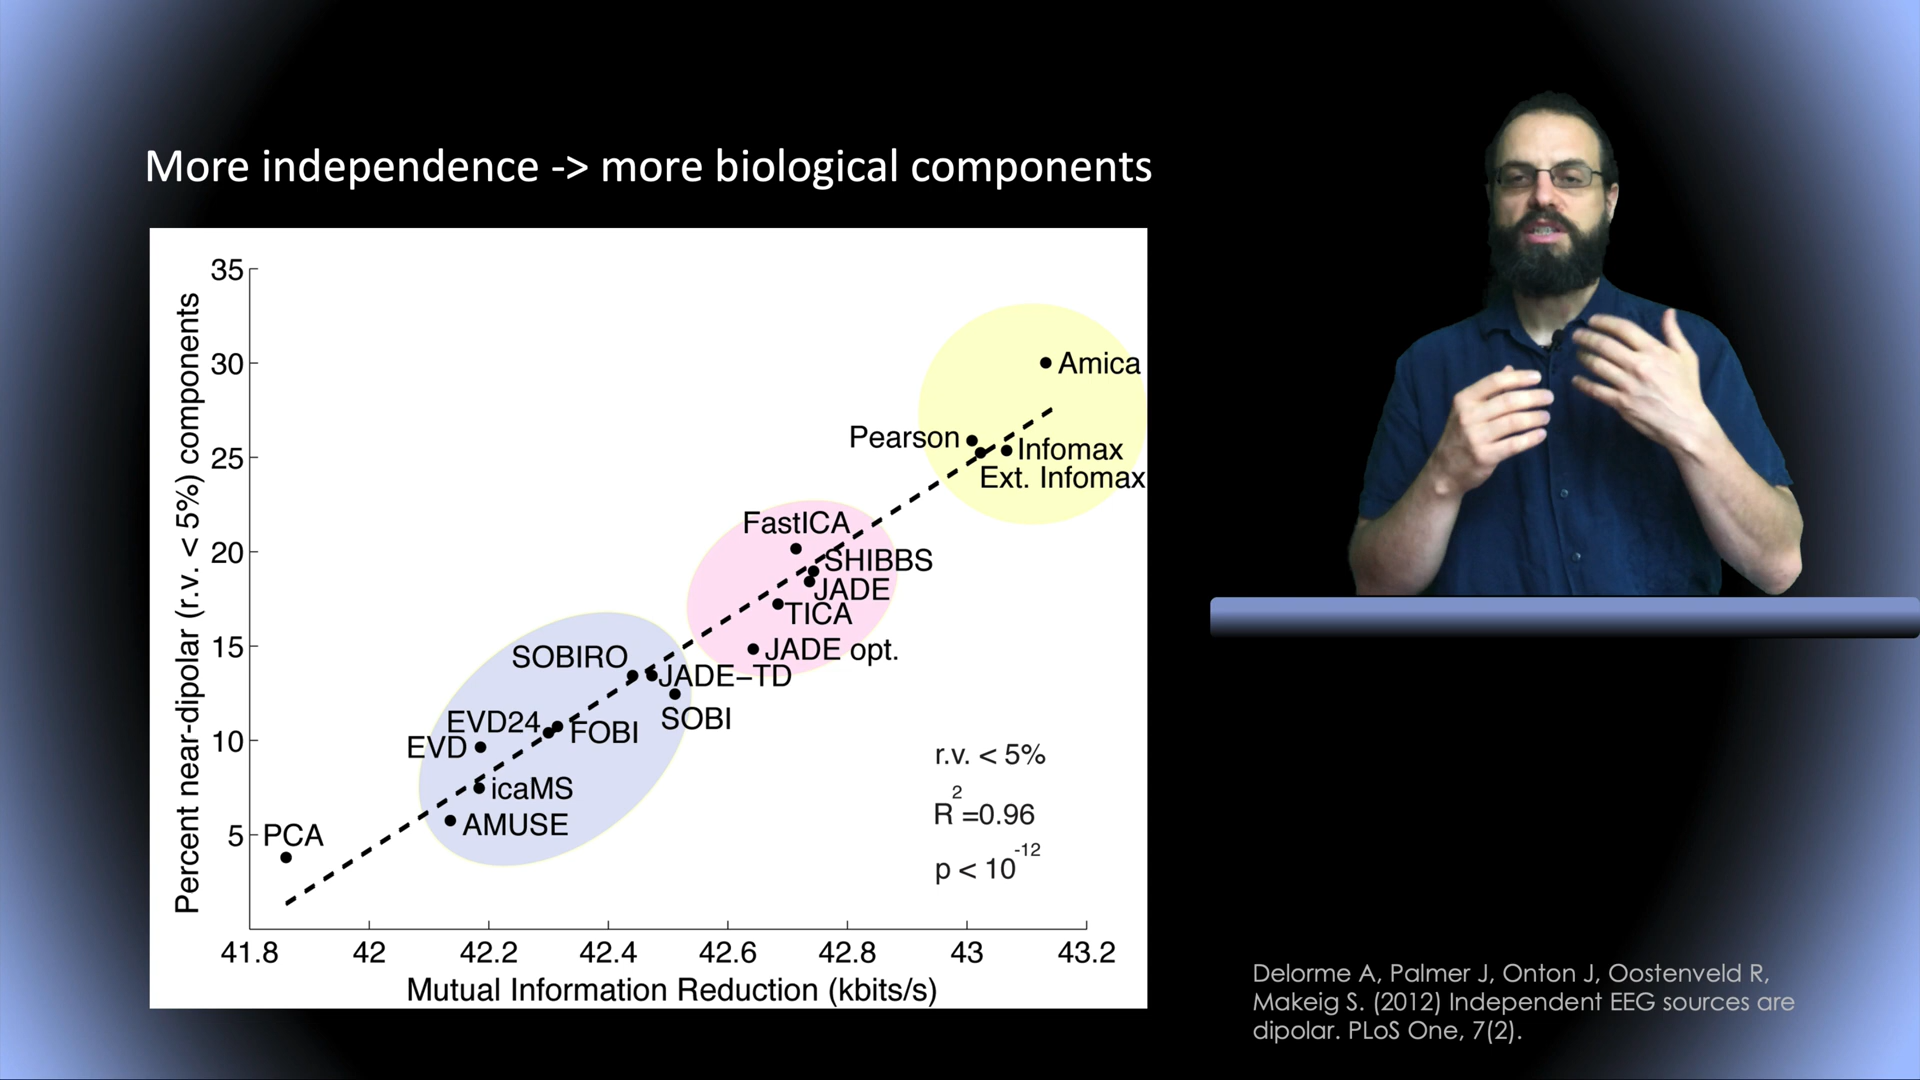 More independence -> more biological components
Percent near-dipolar (r.v. < 5%) components
35
30
25
20
15
10
5
Amica
Pearson
Infomax
Ext. Infomax
FastICA
SHIBBS
JADE
TICA
JADE opt.
SOBIRO
JADE–TD
SOBI
EVD24
FOBI
EVD
icaMS
AMUSE
PCA
r.v. < 5%
R²=0.96
p < 10⁻¹²
41.8 42 42.2 42.4 42.6 42.8 43 43.2
Mutual Information Reduction (kbits/s)
Delorme A, Palmer J, Onton J, Oostenveld R,
Makeig S. (2012) Independent EEG sources are
dipolar. PLoS One, 7(2).